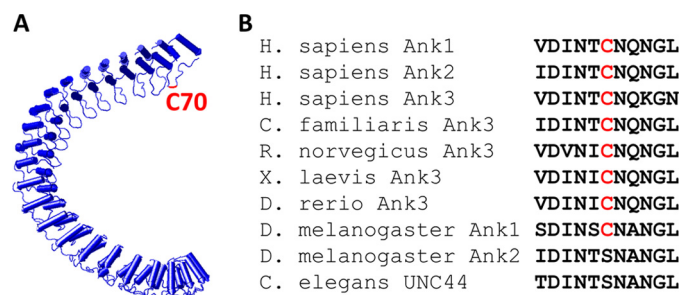 A
C70
B
H. sapiens Ank1 VDINTCNQNGL
H. sapiens Ank2 IDINTCNQNGL
H. sapiens Ank3 VDINTCNQKGN
C. familiaris Ank3 IDINTCNQNGL
R. norvegicus Ank3 VDVNICNQNGL
X. laevis Ank3 VDINICNQNGL
D. rerio Ank3 VDINICNQNGL
D. melanogaster Ank1 SDINSCNANGL
D. melanogaster Ank2 IDINTSNANGL
C. elegans UNC44 TDINTSNANGL